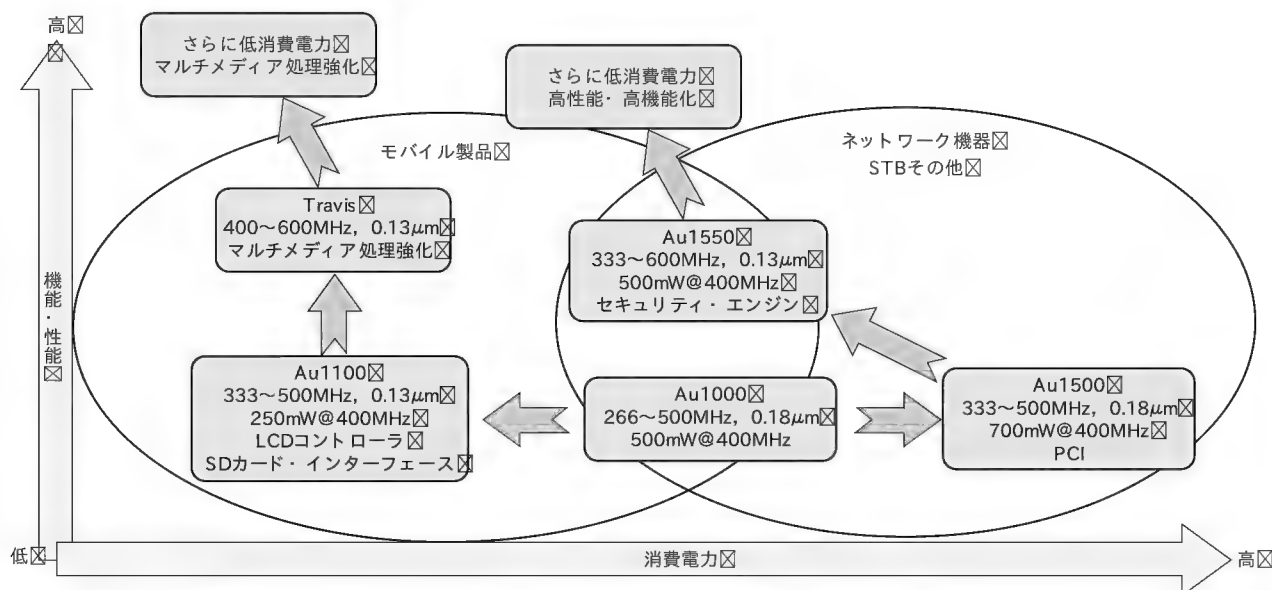 高
さらに低消費電力
マルチメディア処理強化
さらに低消費電力
高性能・高機能化
モバイル製品
ネットワーク機器
STBその他
Travis
400～600MHz，0.13μm
マルチメディア処理強化
Au1550
333～600MHz，0.13μm
500mW@400MHz
セキュリティ・エンジン
機能・性能
Au1100
333～500MHz，0.13μm
250mW@400MHz
LCDコントローラ
SDカード・インターフェース
Au1000
266～500MHz，0.18μm
500mW@400MHz
Au1500
333～500MHz，0.18μm
700mW@400MHz
PCI
低
消費電力
高